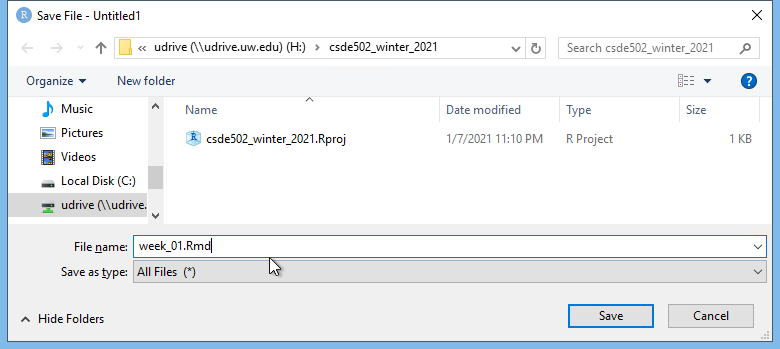 Save File - Untitled1
« udrive (\\udrive.uw.edu) (H:) › csde502_winter_2021
Search csde502_winter_2021
Organize
New folder
Music
Pictures
Videos
Local Disk (C:)
udrive (\\udrive.
Name
Date modified
Type
Size
csde502_winter_2021.Rproj
1/7/2021 11:10 PM
R Project
1 KB
File name:
week_01.Rmd
Save as type:
All Files (*)
Hide Folders
Save
Cancel